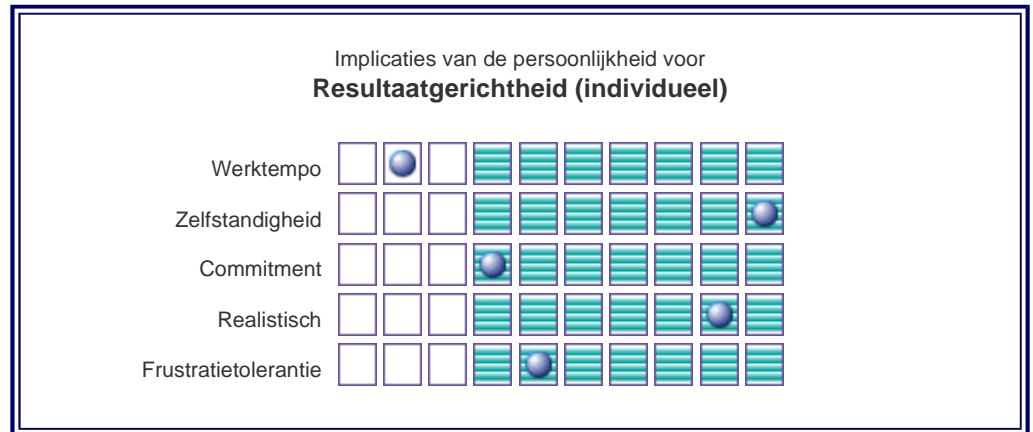 Implicaties van de persoonlijkheid voor
Resultaatgerichtheid (individueel)
Werktempo
Zelfstandigheid
Commitment
Realistisch
Frustratietolerantie